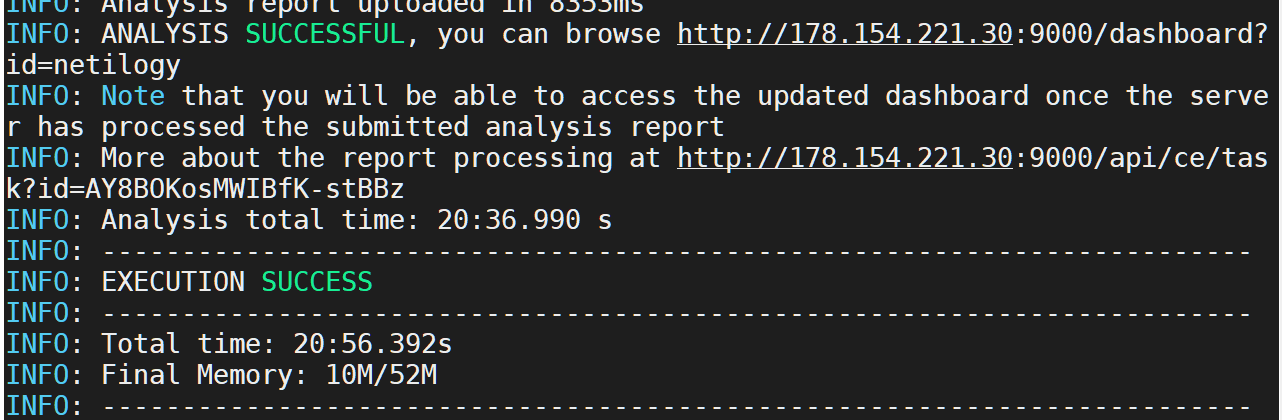 INFO: Analysis report uploaded in 8353ms
INFO: ANALYSIS SUCCESSFUL, you can browse http://178.154.221.30:9000/dashboard?
id=netilogy
INFO: Note that you will be able to access the updated dashboard once the serve
r has processed the submitted analysis report
INFO: More about the report processing at http://178.154.221.30:9000/api/ce/tas
k?id=AY8BOKosMWIBfK-stBBz
INFO: Analysis total time: 20:36.990 s
INFO: ------------------------------------------------------------------------
INFO: EXECUTION SUCCESS
INFO: ------------------------------------------------------------------------
INFO: Total time: 20:56.392s
INFO: Final Memory: 10M/52M
INFO: ------------------------------------------------------------------------